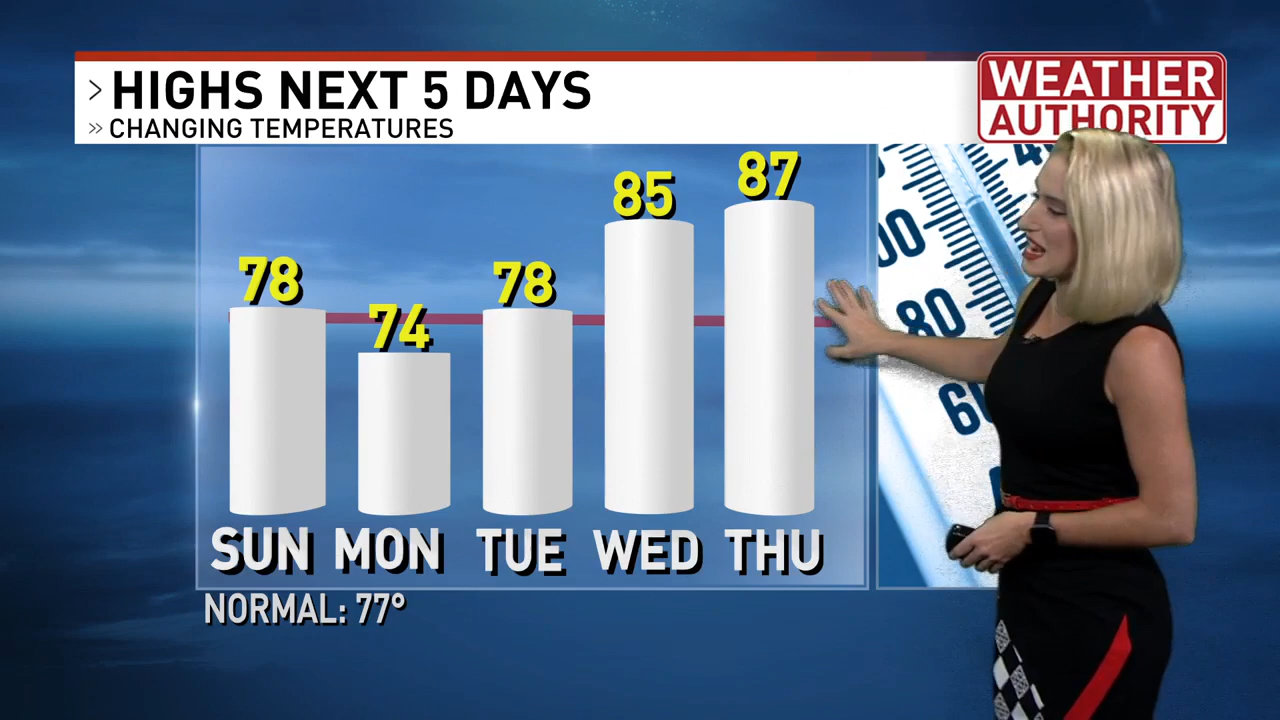 > HIGHS NEXT 5 DAYS
» CHANGING TEMPERATURES
WEATHER
AUTHORITY
78 74 78 85 87
80
SUN MON TUE WED THU
NORMAL: 77°